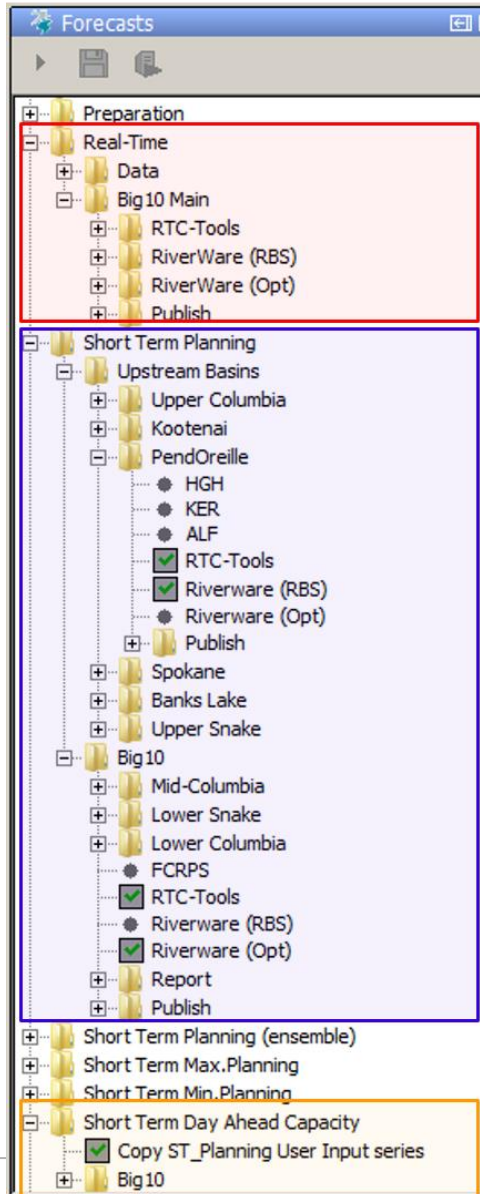 Forecasts
Preparation
Real-Time
Data
Big10 Main
RTC-Tools
RiverWare (RBS)
RiverWare (Opt)
Publish
Short Term Planning
Upstream Basins
Upper Columbia
Kootenai
PendOreille
HGH
KER
ALF
RTC-Tools
Riverware (RBS)
Riverware (Opt)
Publish
Spokane
Banks Lake
Upper Snake
Big10
Mid-Columbia
Lower Snake
Lower Columbia
FCRPS
RTC-Tools
Riverware (RBS)
Riverware (Opt)
Report
Publish
Short Term Planning (ensemble)
Short Term Max.Planning
Short Term Min.Planning
Short Term Day Ahead Capacity
Copy ST_Planning User Input series
Big10